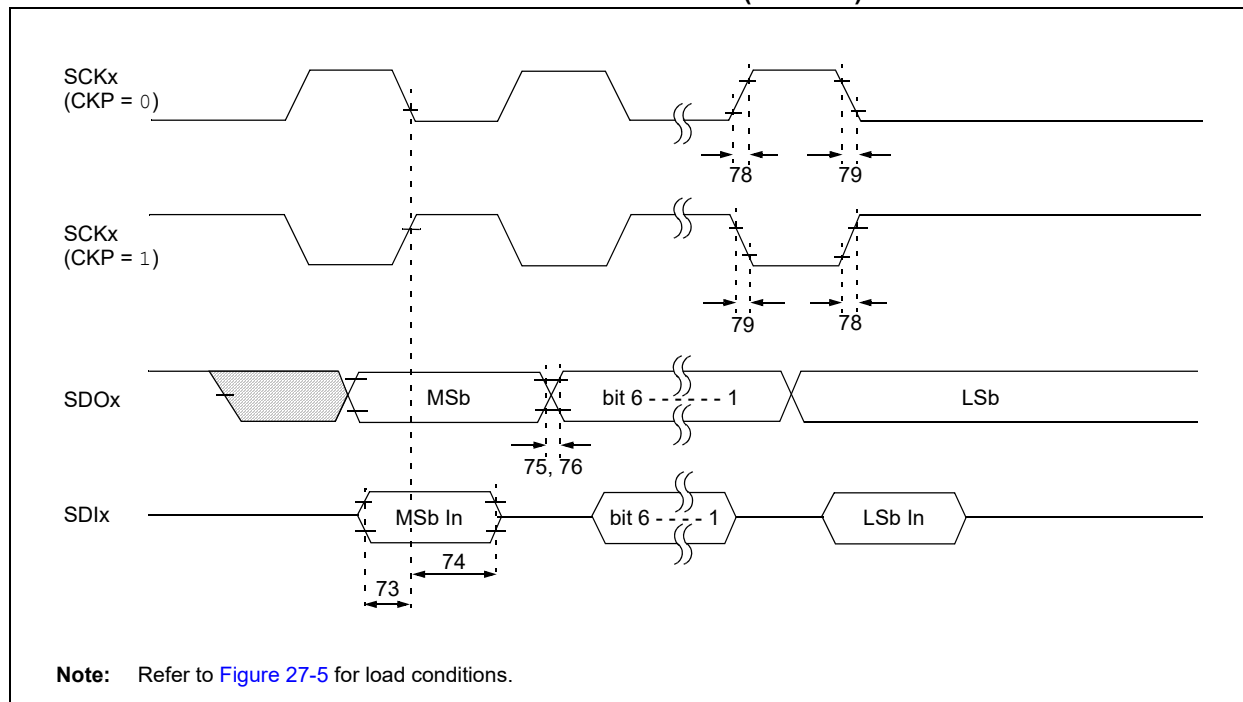 SCKx
(CKP = 0)
78
79
SCKx
(CKP = 1)
79
78
SDOx
MSb
bit 6 - - - - - - 1
LSb
75, 76
SDIx
MSb In
bit 6 - - - - 1
LSb In
74
73
Note: Refer to Figure 27-5 for load conditions.